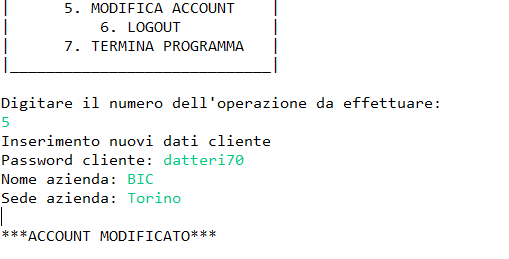 | 5. MODIFICA ACCOUNT |
| 6. LOGOUT |
| 7. TERMINA PROGRAMMA |
|_____________________________|
Digitare il numero dell'operazione da effettuare:
5
Inserimento nuovi dati cliente
Password cliente: datteri70
Nome azienda: BIC
Sede azienda: Torino
***ACCOUNT MODIFICATO***